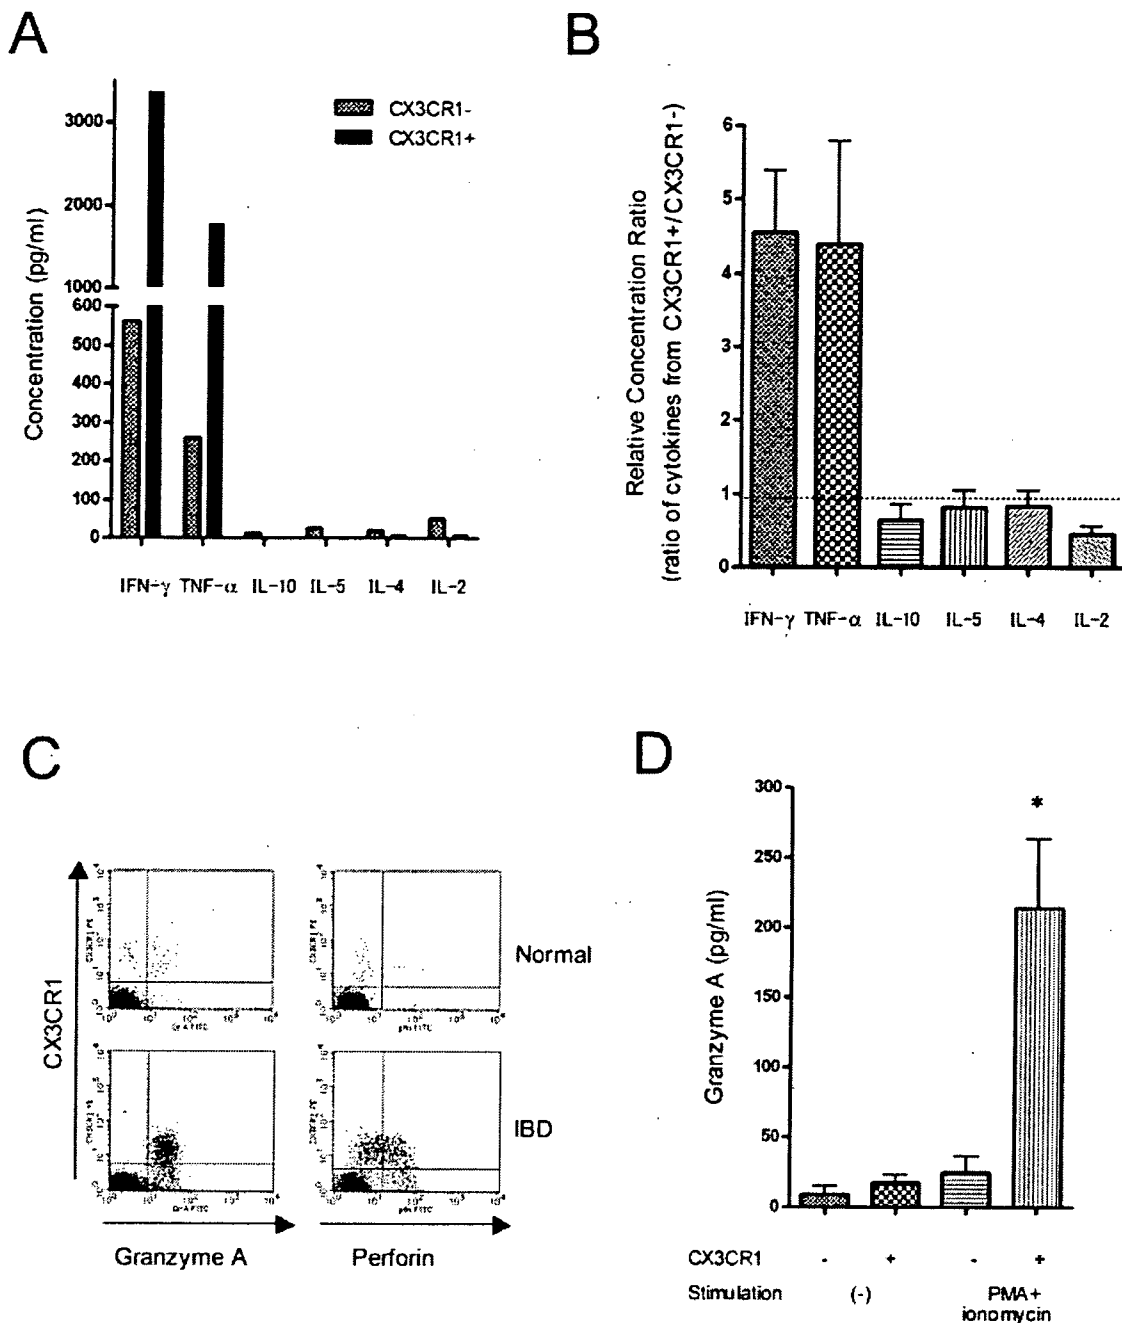 A
Concentration (pg/ml)
3000
2000
1000
600
500
400
300
200
100
0
CX3CR1-
CX3CR1+
IFN-γ TNF-α IL-10 IL-5 IL-4 IL-2
B
Relative Concentration Ratio
(ratio of cytokines from CX3CR1+/CX3CR1-)
6
5
4
3
2
1
0
IFN-γ TNF-α IL-10 IL-5 IL-4 IL-2
C
CX3CR1
Normal
IBD
Granzyme A
Perforin
D
Granzyme A (pg/ml)
300
250
200
150
100
50
0
*
CX3CR1 - + - +
Stimulation (-) PMA+
ionomycin